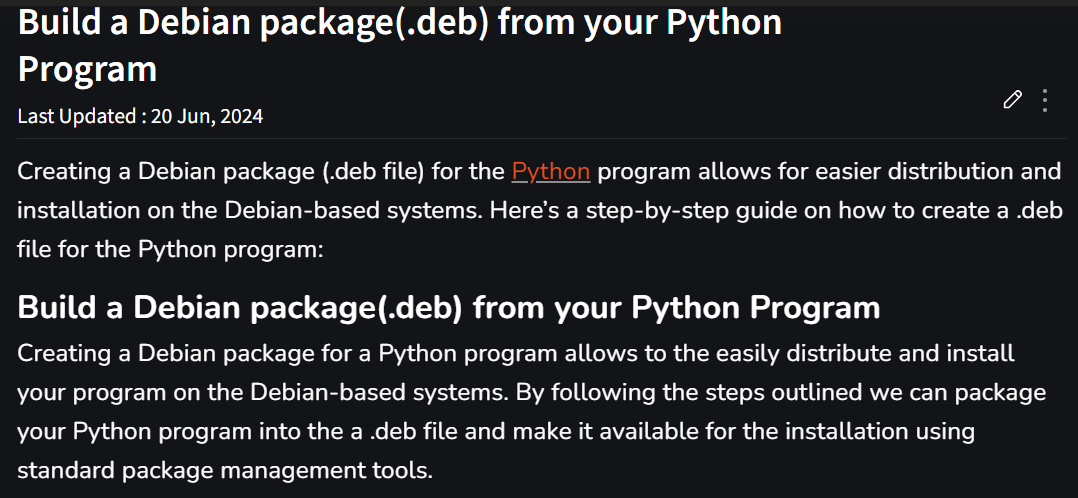 Build a Debian package(.deb) from your Python
Program
Last Updated : 20 Jun, 2024
Creating a Debian package (.deb file) for the Python program allows for easier distribution and
installation on the Debian-based systems. Here’s a step-by-step guide on how to create a .deb
file for the Python program:
Build a Debian package(.deb) from your Python Program
Creating a Debian package for a Python program allows to the easily distribute and install
your program on the Debian-based systems. By following the steps outlined we can package
your Python program into the a .deb file and make it available for the installation using
standard package management tools.